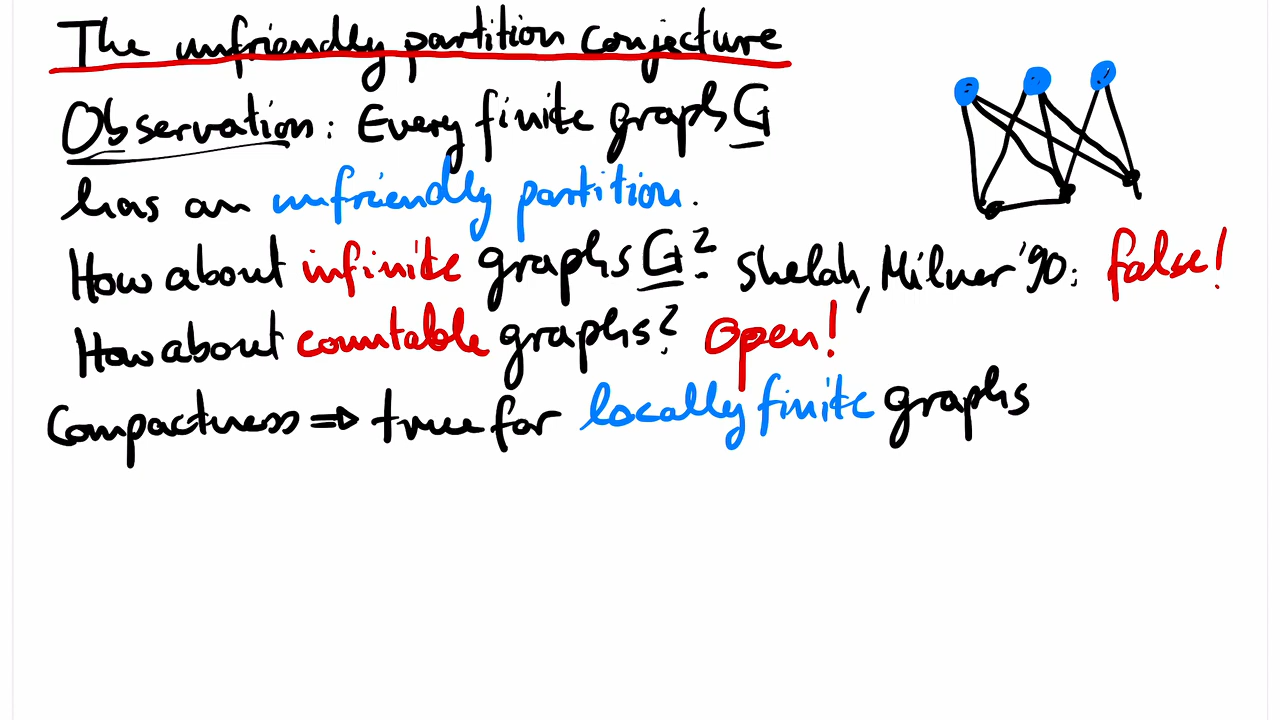 The unfriendly partition conjecture
Observation: Every finite graph G
has an unfriendly partition.
How about infinite graphs G? Shelah, Milner '90: false!
How about countable graphs? Open!
Compactness ⇒ true for locally finite graphs